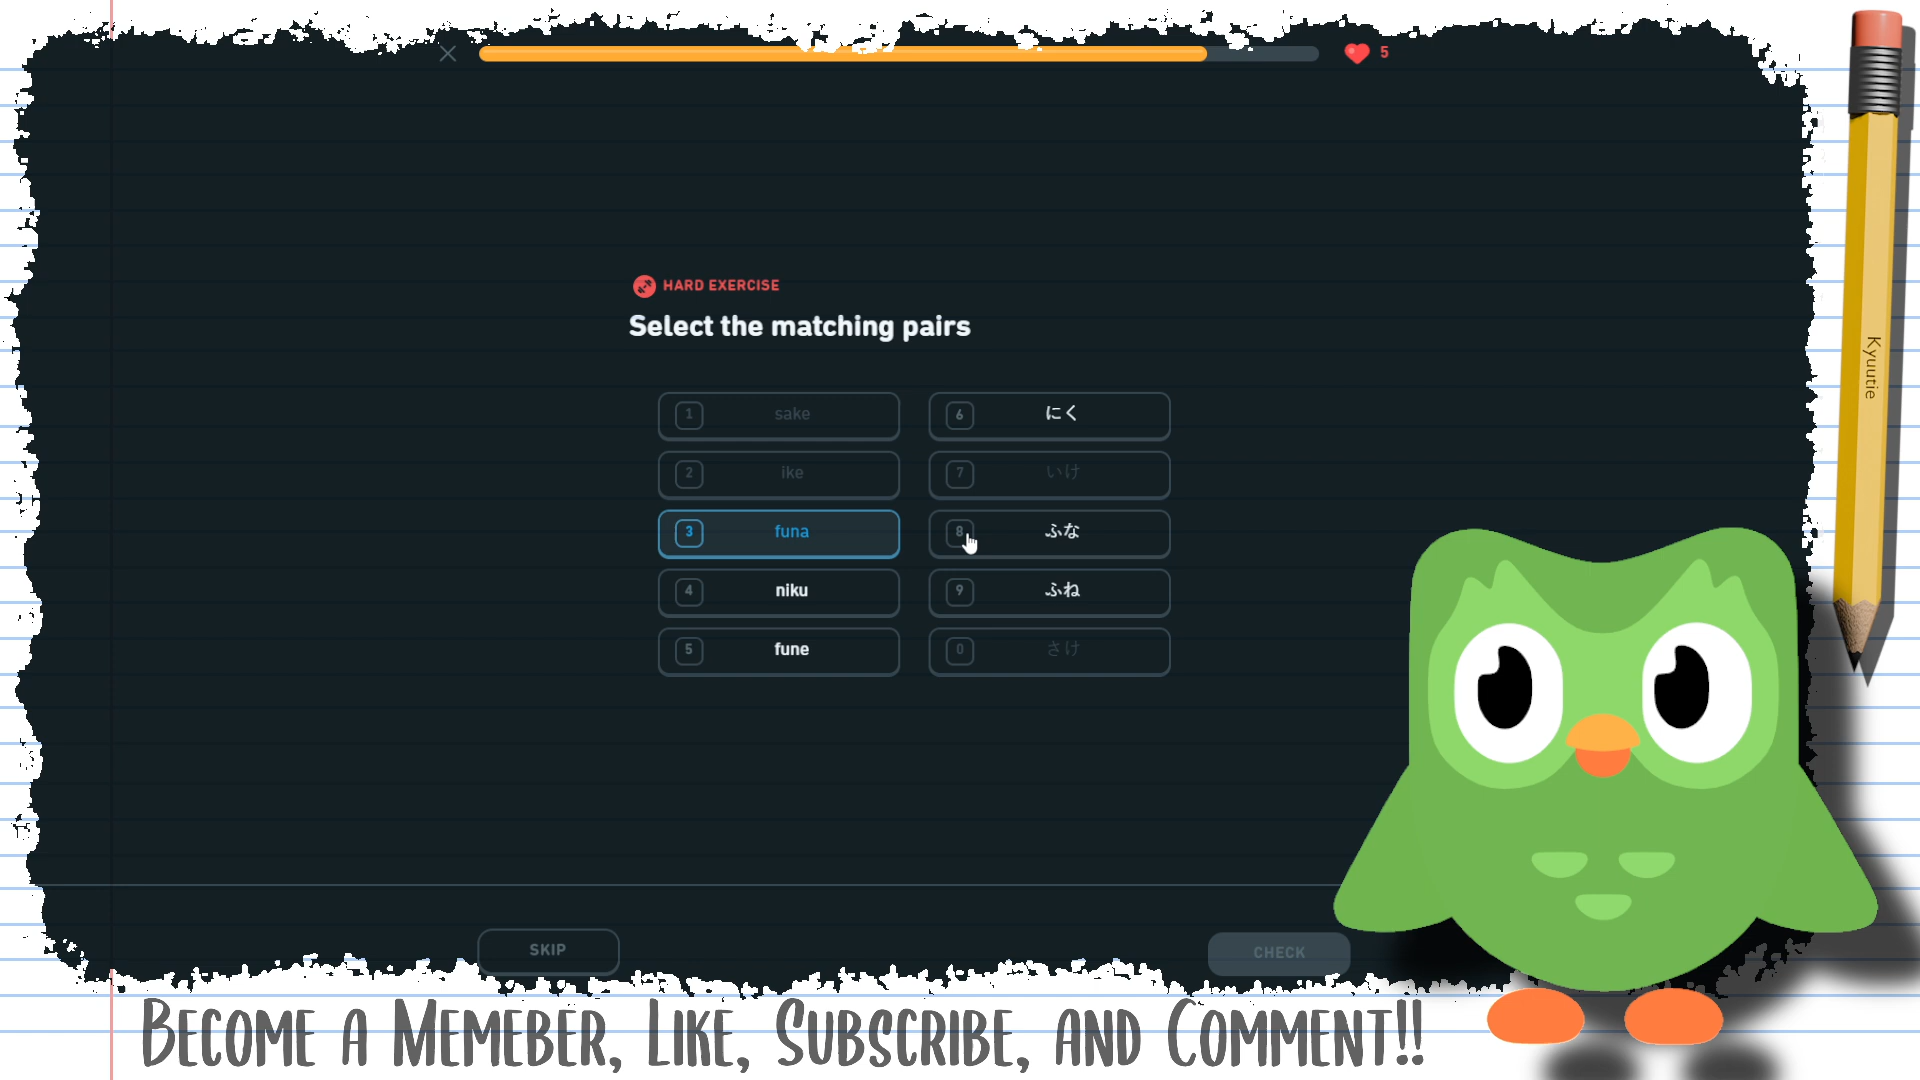 5
HARD EXERCISE
Select the matching pairs
1 sake 6 にく
2 ike 7 いけ
3 funa 8 ふな
4 niku 9 ふね
5 fune 0 さけ
SKIP CHECK
Kyuutie
BECOME A MEMEBER, LIKE, SUBSCRIBE, AND COMMENT!!